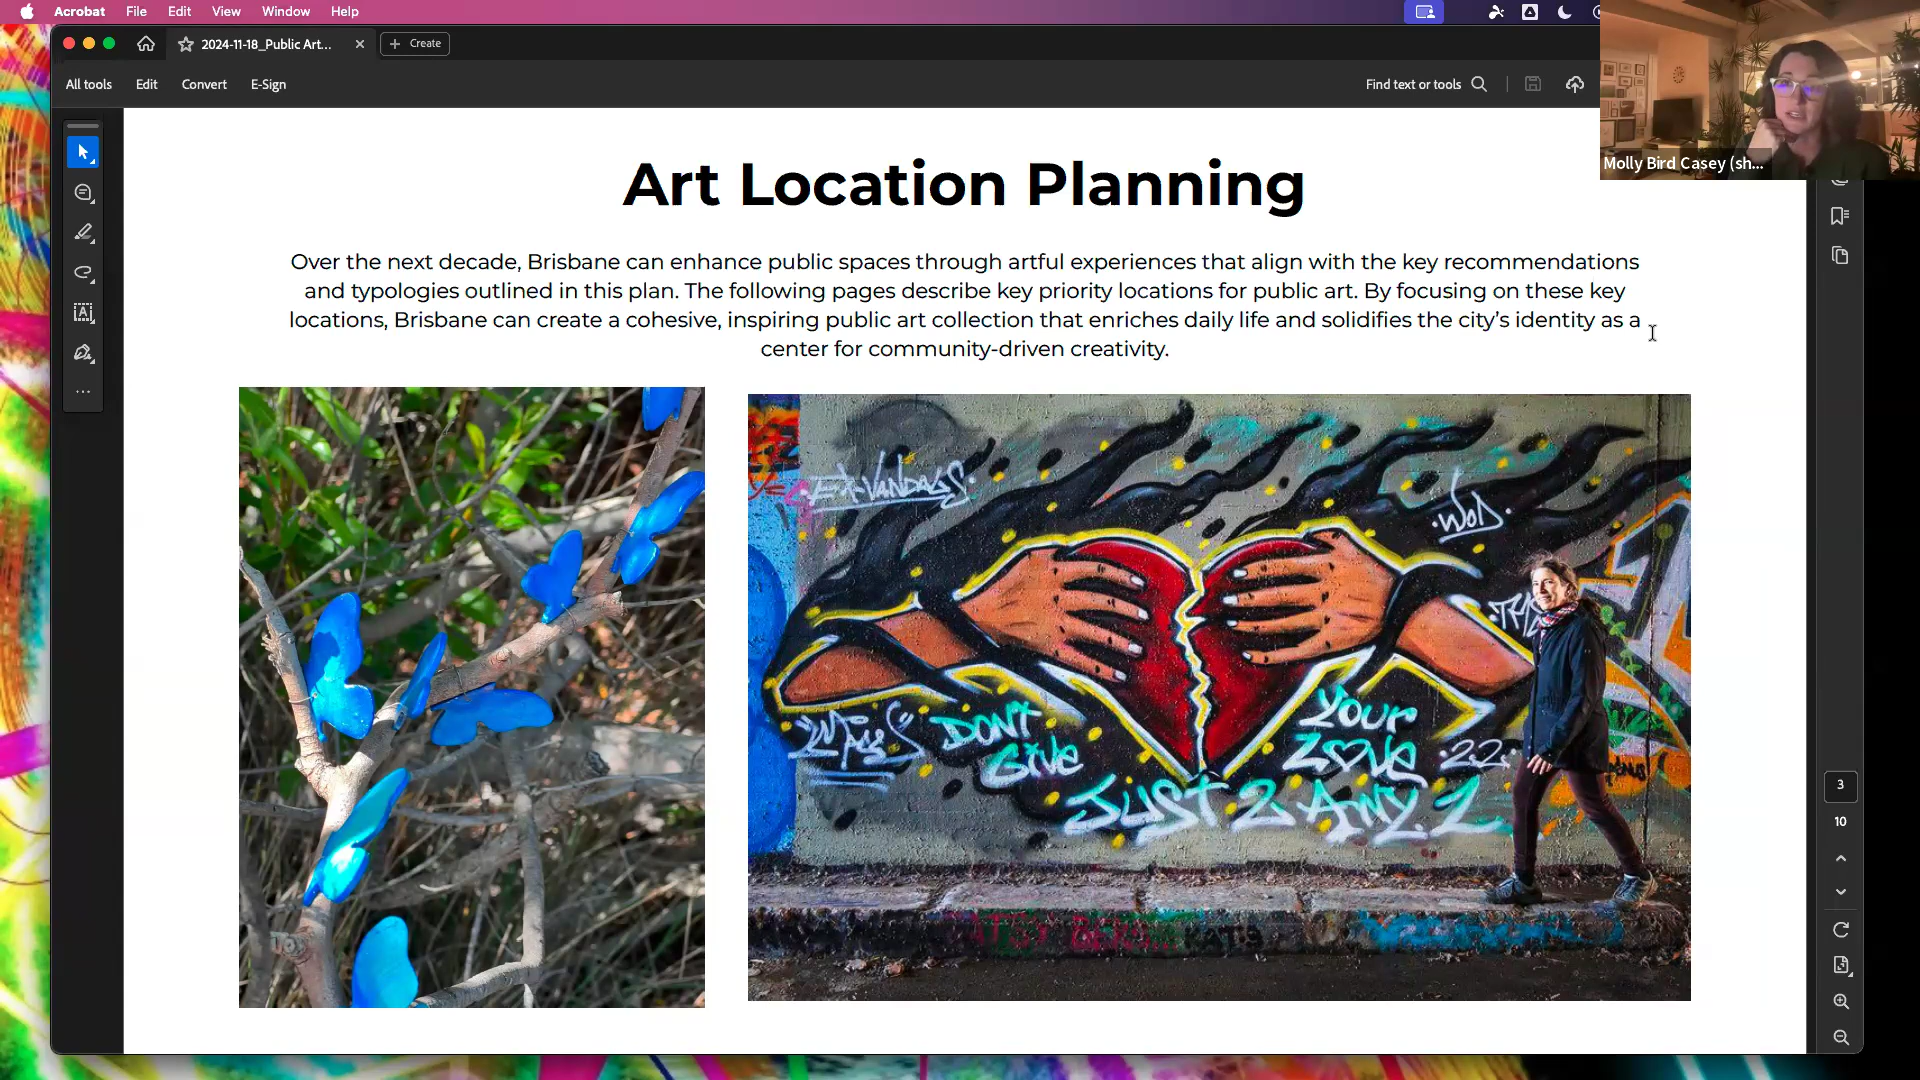 Acrobat File Edit View Window Help
2024-11-18_Public Art... Create
All tools Edit Convert E-Sign Find text or tools
Molly Bird Casey (sh...
Art Location Planning
Over the next decade, Brisbane can enhance public spaces through artful experiences that align with the key recommendations
and typologies outlined in this plan. The following pages describe key priority locations for public art. By focusing on these key
locations, Brisbane can create a cohesive, inspiring public art collection that enriches daily life and solidifies the city's identity as a
center for community-driven creativity.
EX-VANDALS
WOD
DONT
Give
Your
LOVE
22
JUST 2 ANY 1
3
10